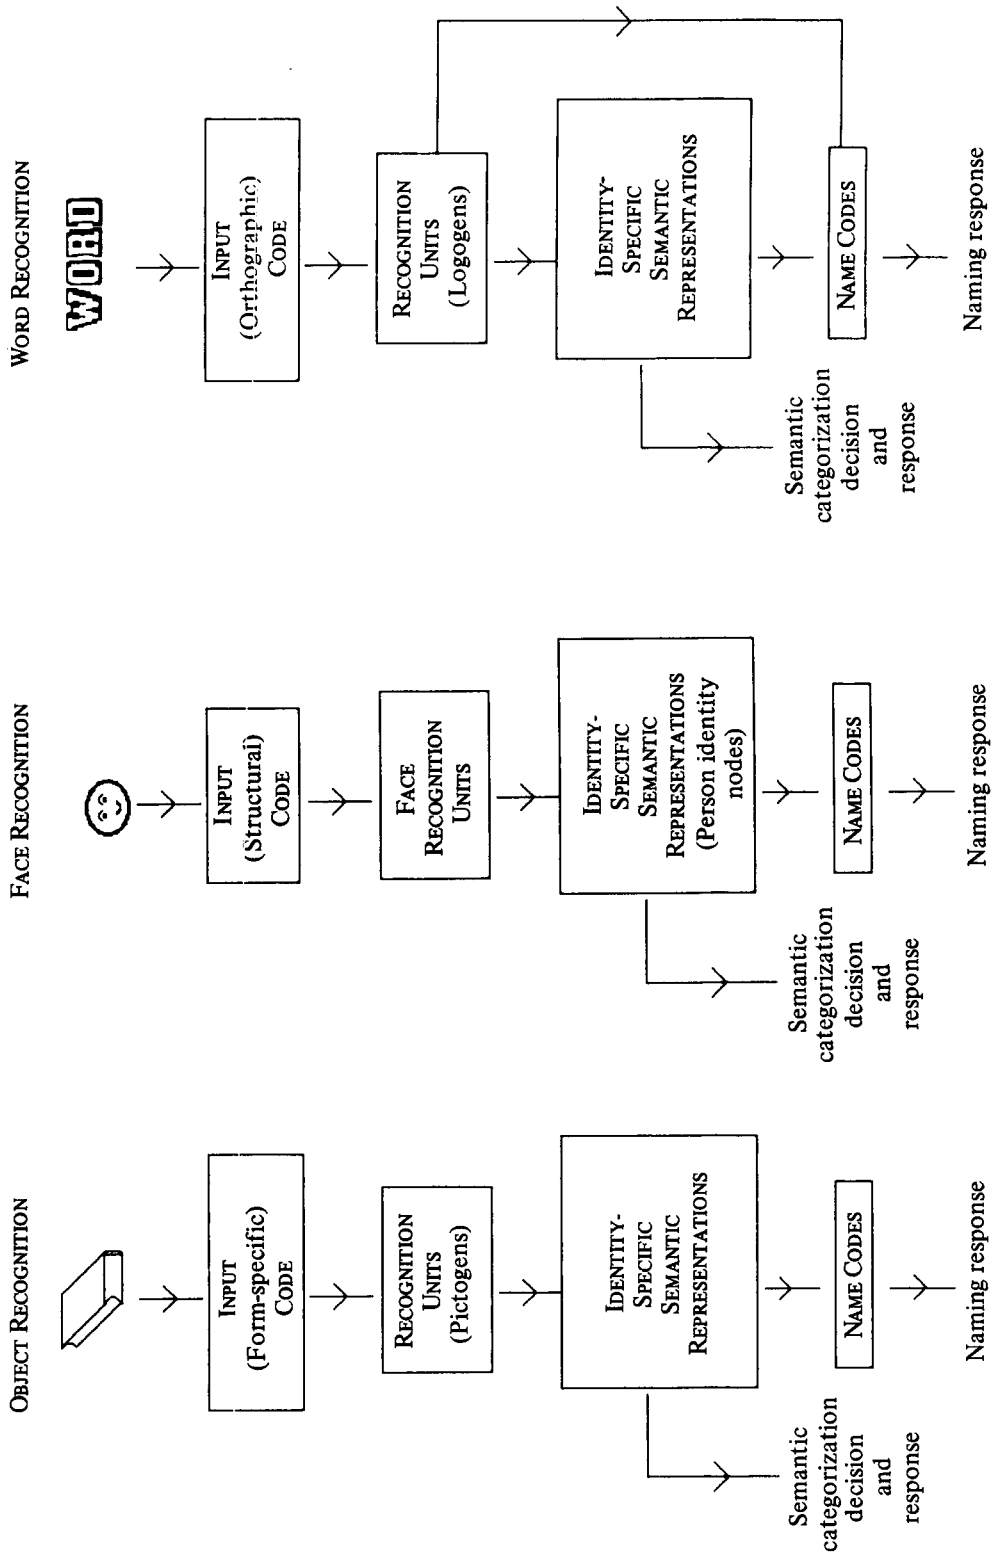 OBJECT RECOGNITION
INPUT
(Form-specific)
CODE
RECOGNITION
UNITS
(Pictogens)
IDENTITY-
SPECIFIC
SEMANTIC
REPRESENTATIONS
Semantic
categorization
decision
and
response
NAME CODES
Naming response
FACE RECOGNITION
INPUT
(Structural)
CODE
FACE
RECOGNITION
UNITS
IDENTITY-
SPECIFIC
SEMANTIC
REPRESENTATIONS
(Person identity
nodes)
Semantic
categorization
decision
and
response
NAME CODES
Naming response
WORD RECOGNITION
WORD
INPUT
(Orthographic)
CODE
RECOGNITION
UNITS
(Logogens)
IDENTITY-
SPECIFIC
SEMANTIC
REPRESENTATIONS
Semantic
categorization
decision
and
response
NAME CODES
Naming response